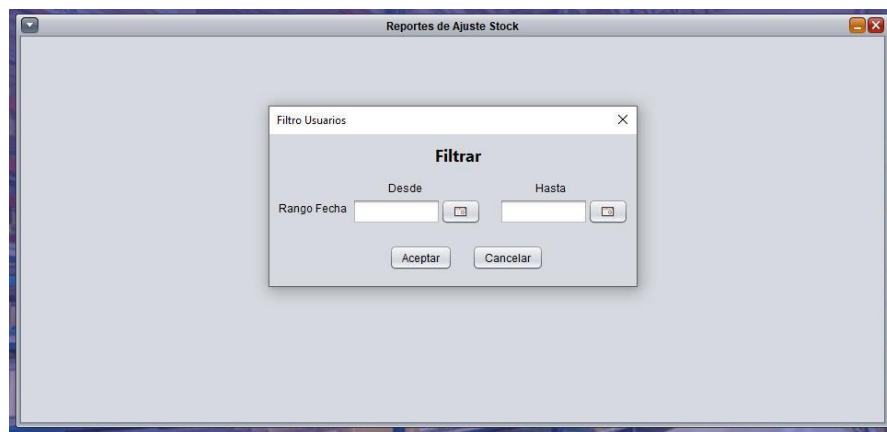 Reportes de Ajuste Stock
Filtro Usuarios
Filtrar
Desde Hasta
Rango Fecha
Aceptar Cancelar